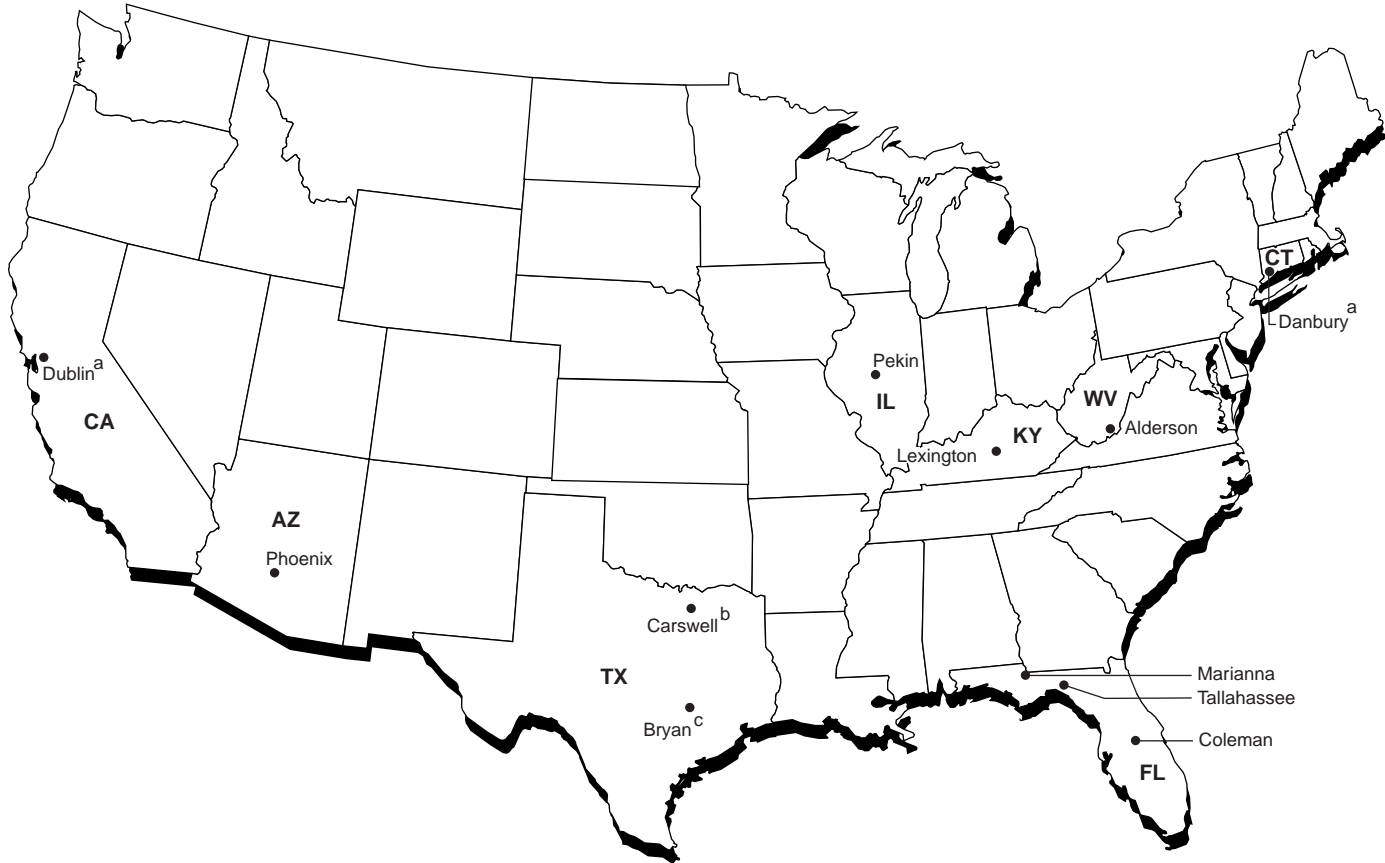 CT
Danbury a
Dublin a
Pekin
CA
IL
WV
KY
Alderson
Lexington
AZ
Phoenix
Carswell b
TX
Marianna
Tallahassee
Bryan c
Coleman
FL